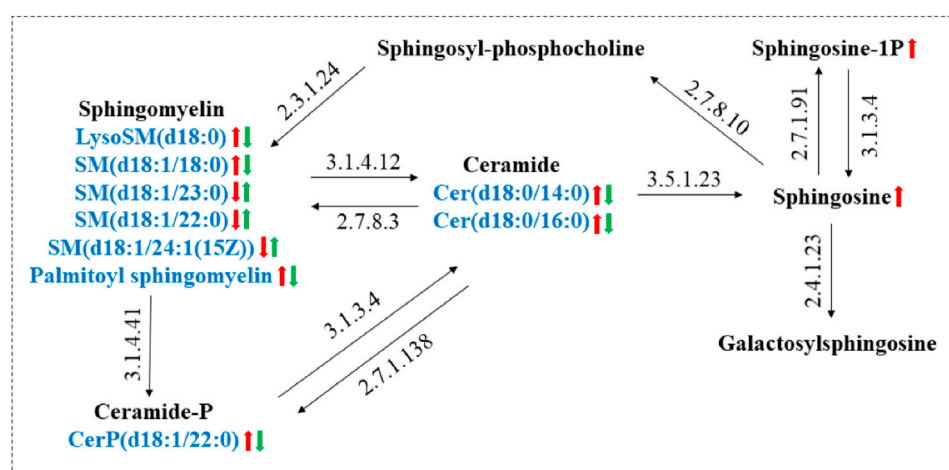 Sphingosyl-phosphocholine
Sphingosine-1P
2.3.1.24
2.7.8.10
2.7.1.91
3.1.3.4
Sphingomyelin
LysoSM(d18:0)
SM(d18:1/18:0)
SM(d18:1/23:0)
SM(d18:1/22:0)
SM(d18:1/24:1(15Z))
Palmitoyl sphingomyelin
3.1.4.12
2.7.8.3
Ceramide
Cer(d18:0/14:0)
Cer(d18:0/16:0)
3.5.1.23
Sphingosine
2.4.1.23
Galactosylsphingosine
3.1.4.41
3.1.3.4
2.7.1.138
Ceramide-P
CerP(d18:1/22:0)